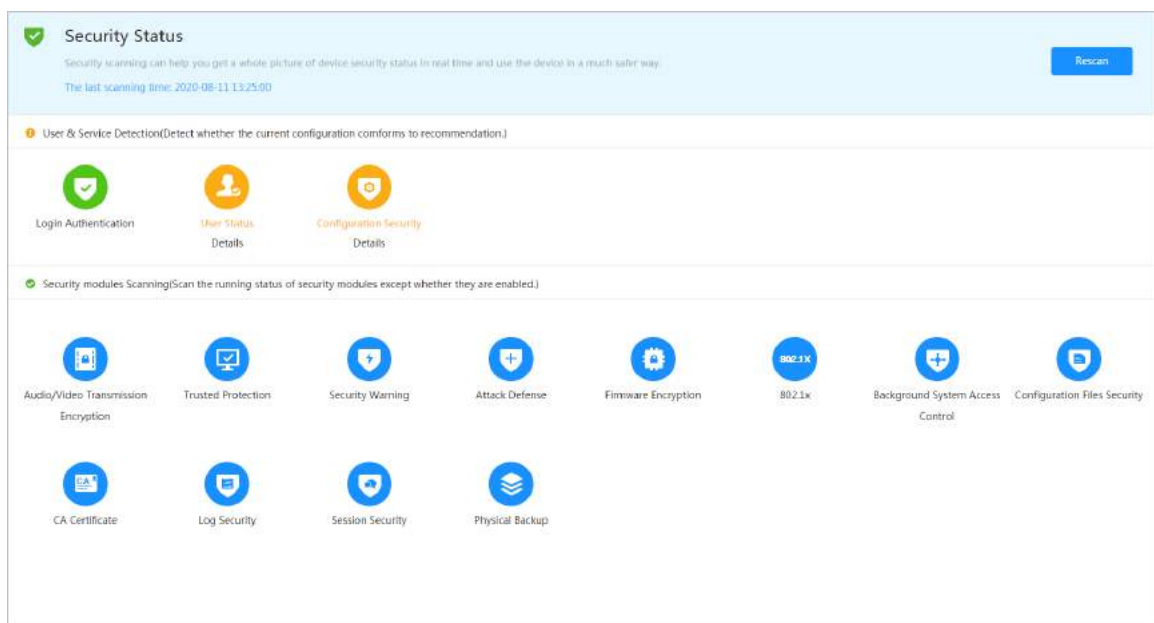 Security Status
Security scanning can help you get a whole picture of device security status in real time and use the device in a much safer way.
Rescan
The last scanning time: 2020-08-11 13:25:00
User & Service Detection(Detect whether the current configuration comforms to recommendation.)
Login Authentication
User Status
Configuration Security
Details
Details
Security modules Scanning(Scan the running status of security modules except whether they are enabled.)
802.1X
Audio/Video Transmission
Encryption
Trusted Protection
Security Warning
Attack Defense
Firmware Encryption
802.1x
Background System Access
Control
Configuration Files Security
CA
CA Certificate
Log Security
Session Security
Physical Backup